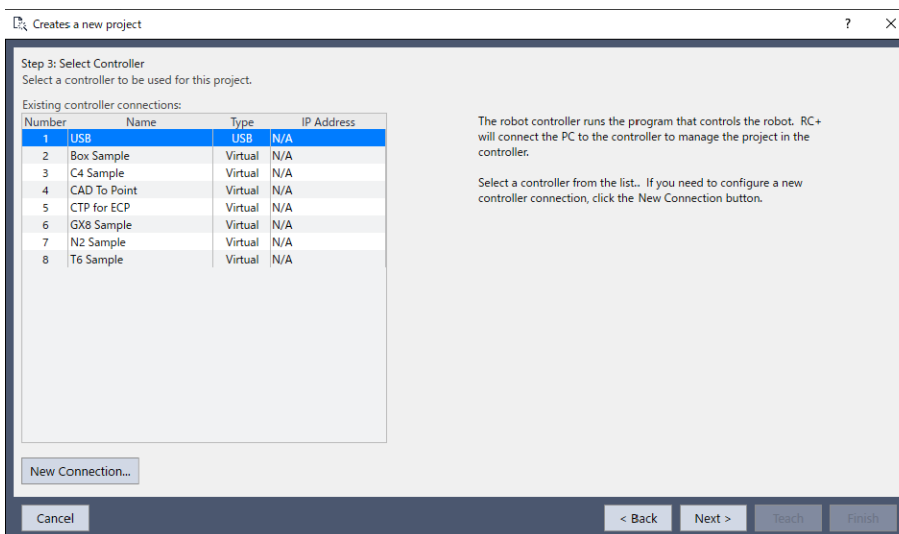 Creates a new project ? ×
Step 3: Select Controller
Select a controller to be used for this project.
Existing controller connections:
Number Name Type IP Address
1 USB USB N/A
2 Box Sample Virtual N/A
3 C4 Sample Virtual N/A
4 CAD To Point Virtual N/A
5 CTP for ECP Virtual N/A
6 GX8 Sample Virtual N/A
7 N2 Sample Virtual N/A
8 T6 Sample Virtual N/A
New Connection...
The robot controller runs the program that controls the robot. RC+
will connect the PC to the controller to manage the project in the
controller.
Select a controller from the list.. If you need to configure a new
controller connection, click the New Connection button.
Cancel < Back Next > Teach Finish